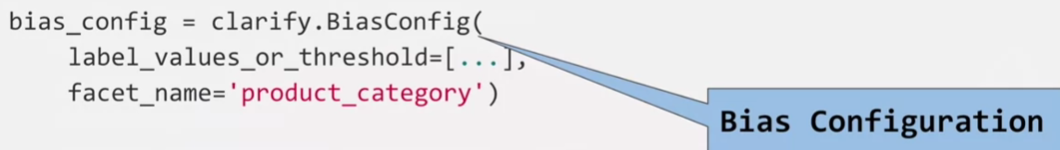 bias_config = clarify.BiasConfig(
    label_values_or_threshold=[...],
    facet_name='product_category')
Bias Configuration